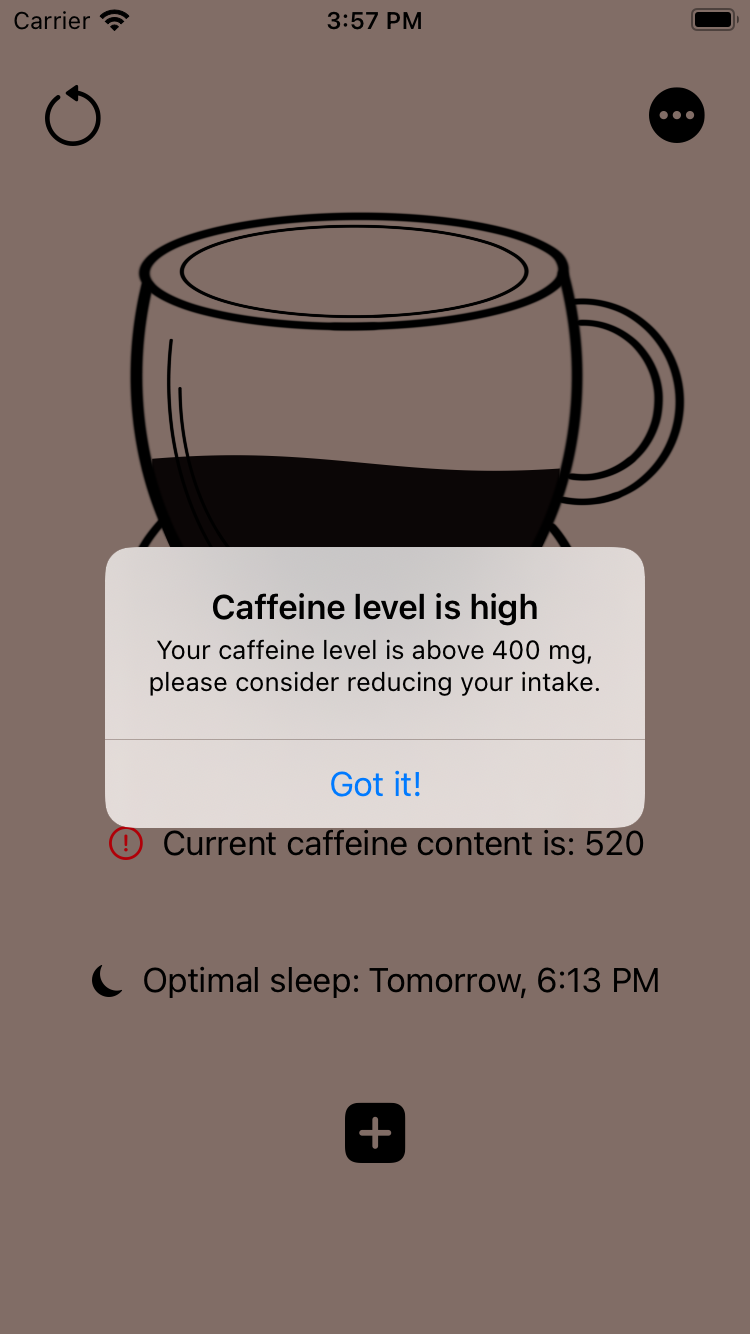 Carrier 3:57 PM
Caffeine level is high
Your caffeine level is above 400 mg,
please consider reducing your intake.
Got it!
Current caffeine content is: 520
Optimal sleep: Tomorrow, 6:13 PM